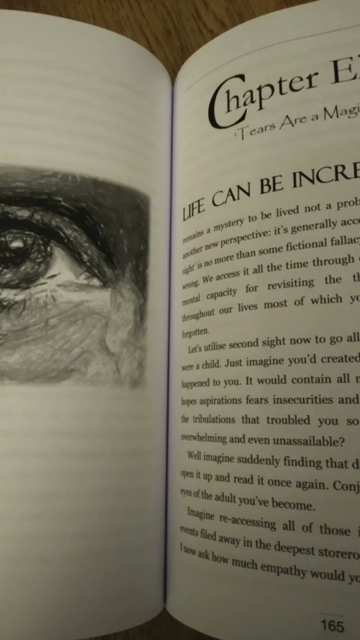 Chapter E
'Tears Are a Mag
LIFE CAN BE INCRE
remains a mystery to be lived not a prob
another new perspective: it's generally acc
sight' is no more than some fictional fallacy
wrong. We access it all the time through
mental capacity for revisiting the th
throughout our lives most of which yo
forgotten.
Let's utilise second sight now to go all
were a child. Just imagine you'd created
happened to you. It would contain all
hopes aspirations fears insecurities and
the tribulations that troubled you so
overwhelming and even unassailable?
Well imagine suddenly finding that d
open it up and read it once again. Conj
eyes of the adult you've become.
Imagine re-accessing all of those
events filed away in the deepest storero
I now ask how much empathy would yo
165